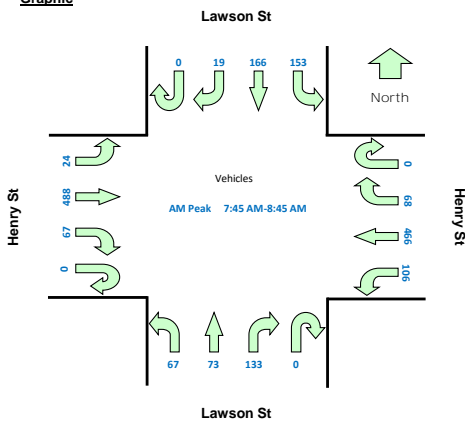 Graphic
Lawson St
0 19 166 153
North
24
488
67
0
Henry St
Vehicles
AM Peak 7:45 AM-8:45 AM
0
68
466
106
Henry St
67 73 133 0
Lawson St